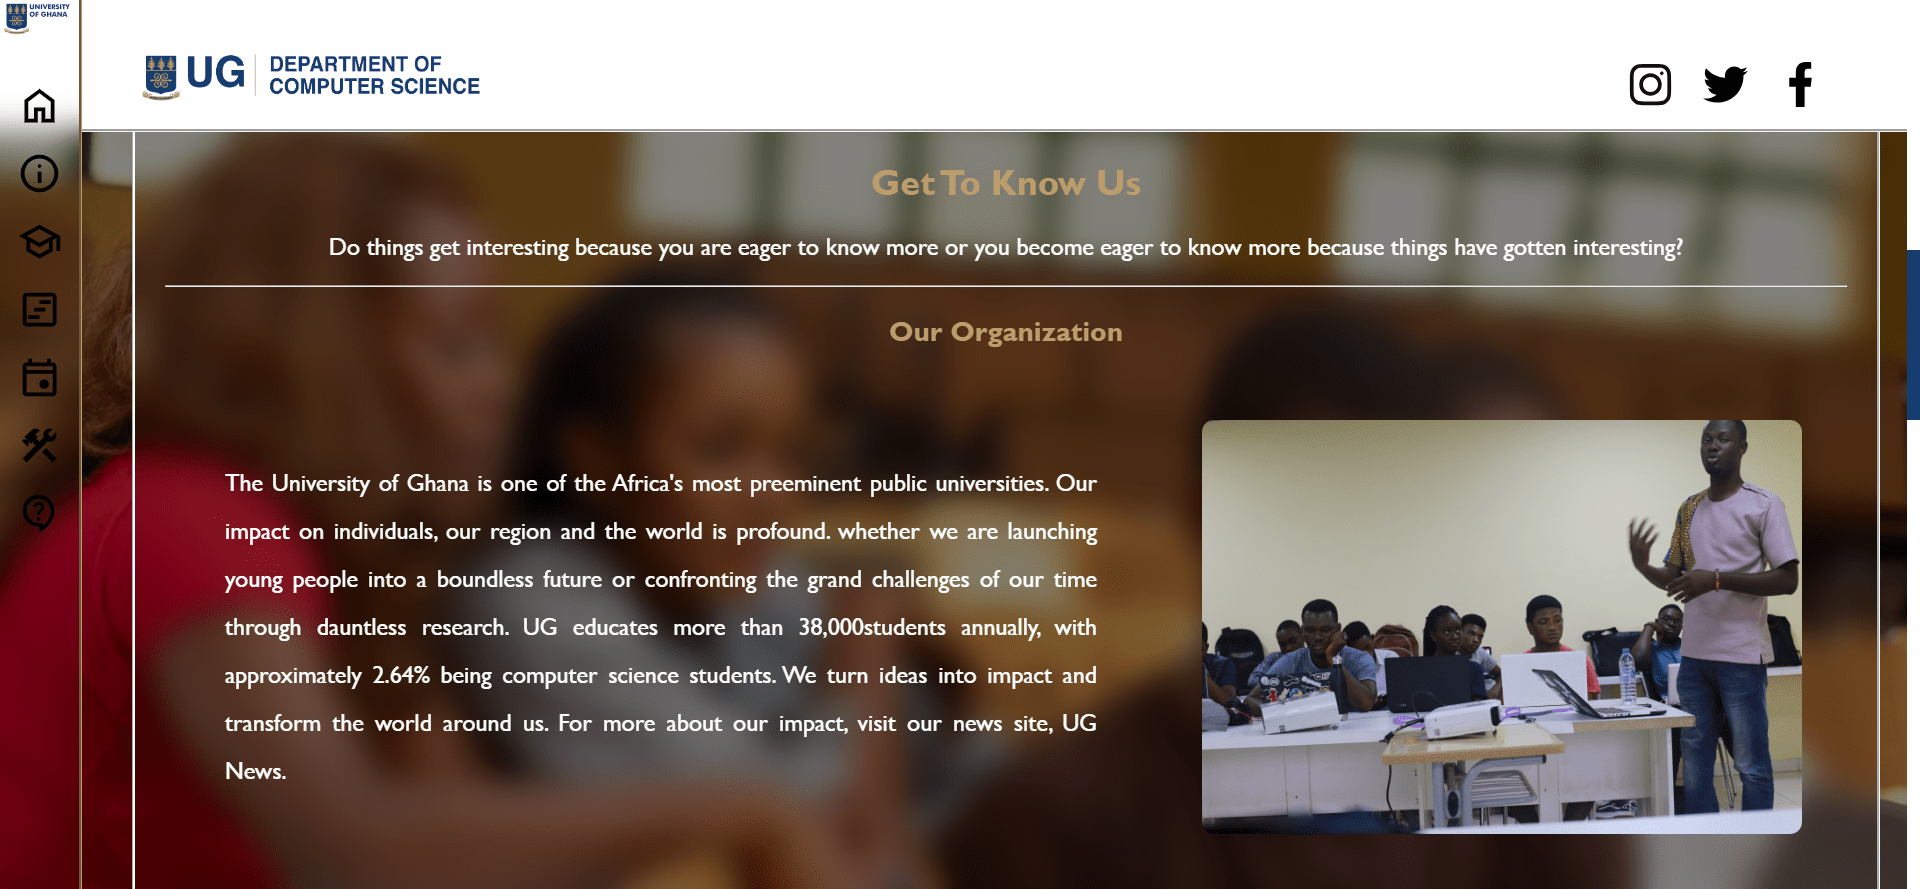 UNIVERSITY
OF GHANA
UG
DEPARTMENT OF
COMPUTER SCIENCE
Get To Know Us
Do things get interesting because you are eager to know more or you become eager to know more because things have gotten interesting?
Our Organization
The University of Ghana is one of the Africa's most preeminent public universities. Our
impact on individuals, our region and the world is profound. whether we are launching
young people into a boundless future or confronting the grand challenges of our time
through dauntless research. UG educates more than 38,000students annually, with
approximately 2.64% being computer science students. We turn ideas into impact and
transform the world around us. For more about our impact, visit our news site, UG
News.